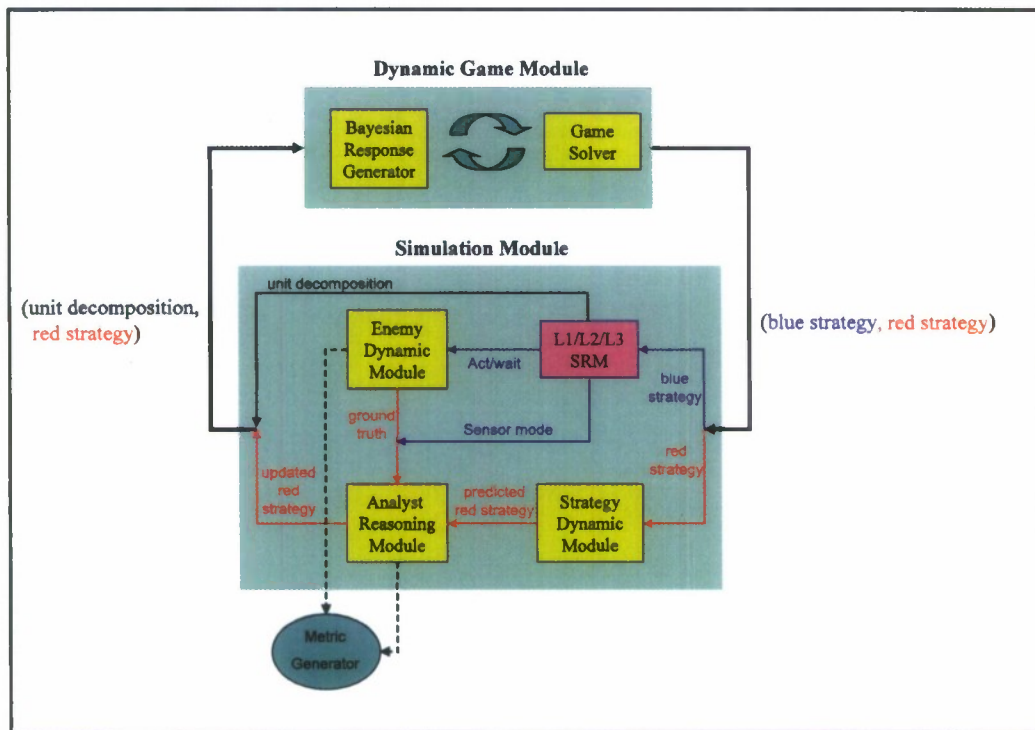 Dynamic Game Module
Bayesian
Response
Generator
Game
Solver
Simulation Module
unit decomposition
(unit decomposition,
red strategy)
Enemy
Dynamic
Module
Act/wait
L1/L2/L3
SRM
(blue strategy, red strategy)
blue
strategy
ground
truth
Sensor mode
red
strategy
updated
red
strategy
Analyst
Reasoning
Module
predicted
red strategy
Strategy
Dynamic
Module
Metric
Generator